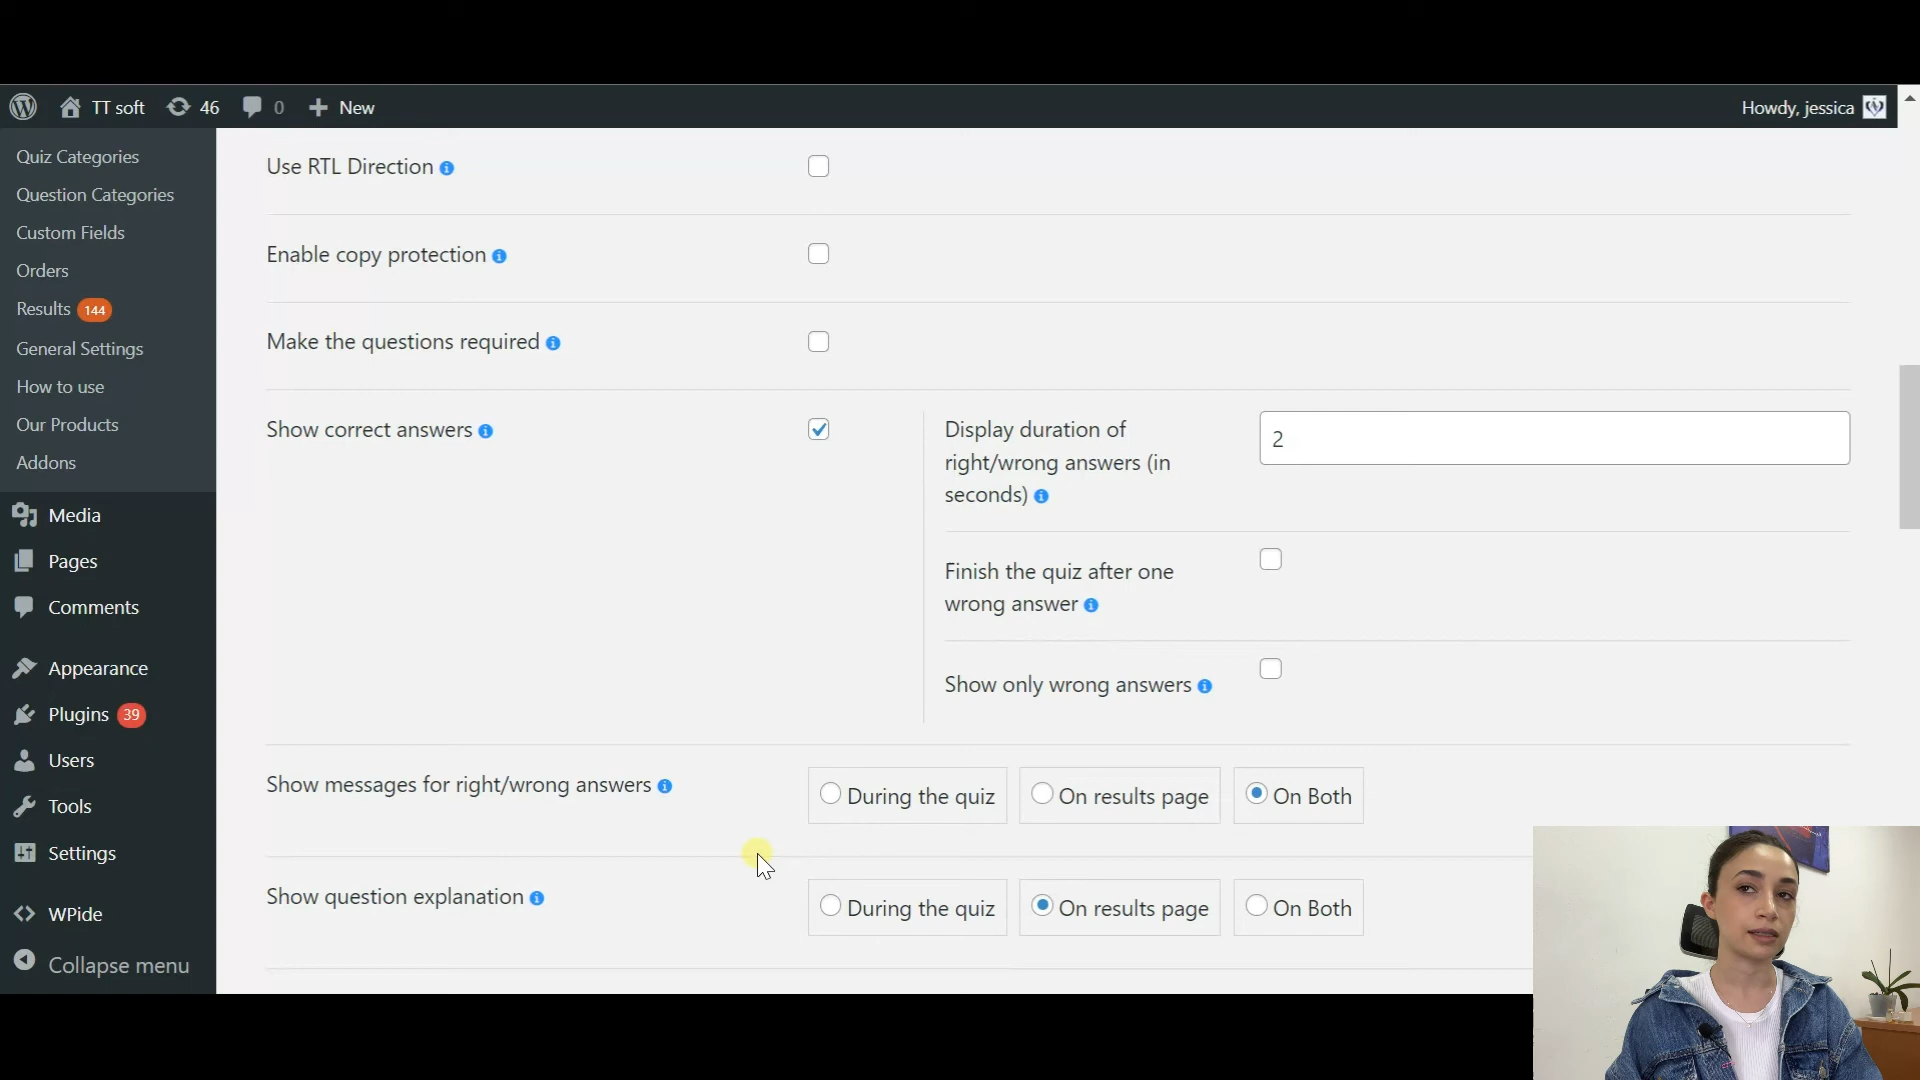 TT soft 46 0 New Howdy, jessica
Quiz Categories
Question Categories
Custom Fields
Orders
Results 144
General Settings
How to use
Our Products
Addons
Media
Pages
Comments
Appearance
Plugins 39
Users
Tools
Settings
WPide
Collapse menu
Use RTL Direction
Enable copy protection
Make the questions required
Show correct answers
Display duration of
right/wrong answers (in
seconds)
2
Finish the quiz after one
wrong answer
Show only wrong answers
Show messages for right/wrong answers
During the quiz On results page On Both
Show question explanation
During the quiz On results page On Both